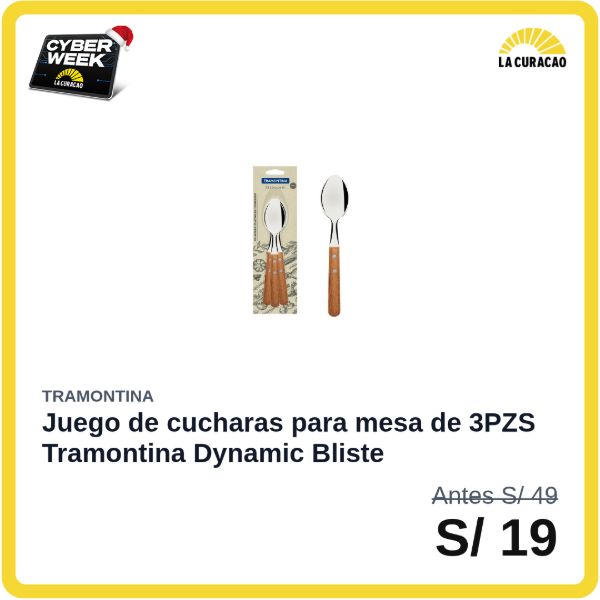 CYBER
WEEK
LA CURACAO
LA CURACAO
TRAMONTINA
TRAMONTINA
Juego de cucharas para mesa de 3PZS
Tramontina Dynamic Bliste
Antes S/ 49
S/ 19